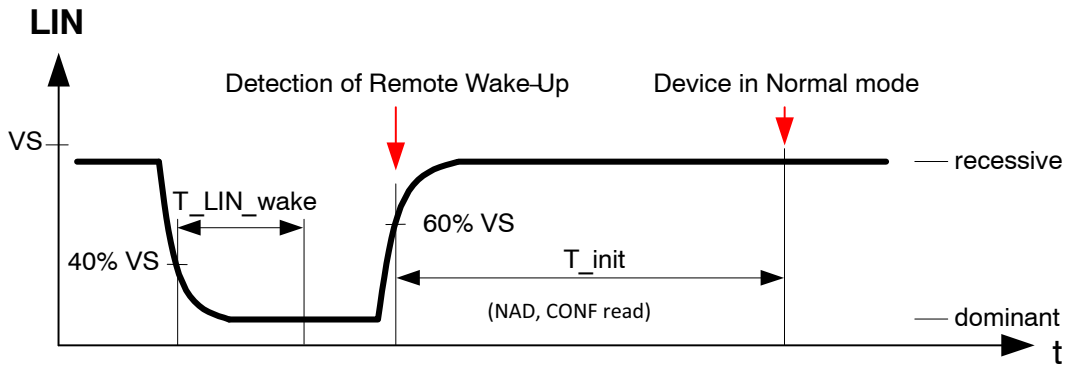 LIN
Detection of Remote Wake-Up
Device in Normal mode
VS
recessive
T_LIN_wake
60% VS
40% VS
T_init
(NAD, CONF read)
dominant
t